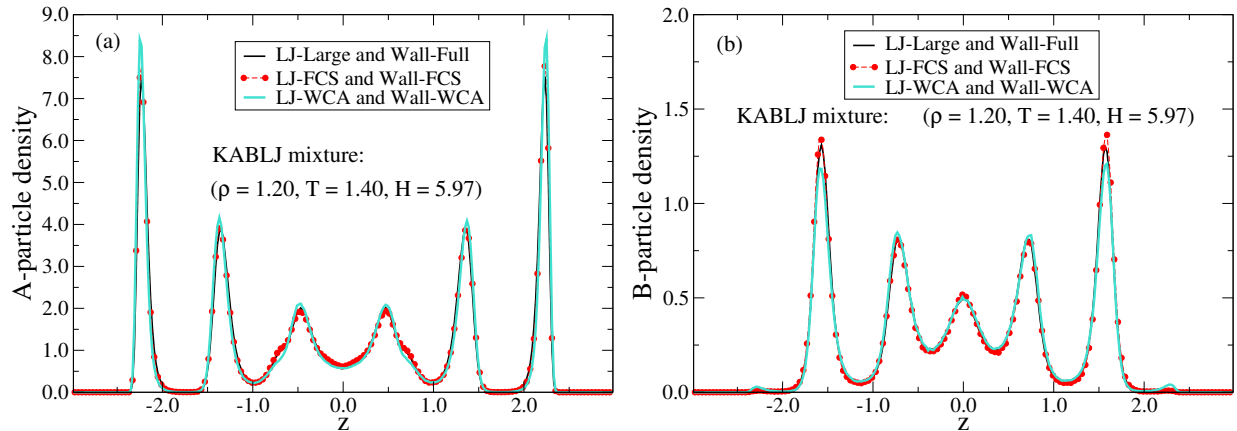 (a)
LJ-Large and Wall-Full
LJ-FCS and Wall-FCS
LJ-WCA and Wall-WCA
KABLJ mixture:
(ρ = 1.20, T = 1.40, H = 5.97)
A-particle density
9.0
8.0
7.0
6.0
5.0
4.0
3.0
2.0
1.0
0.0
-2.0 -1.0 0.0 1.0 2.0
z
(b)
LJ-Large and Wall-Full
LJ-FCS and Wall-FCS
LJ-WCA and Wall-WCA
KABLJ mixture: (ρ = 1.20, T = 1.40, H = 5.97)
B-particle density
2.0
1.5
1.0
0.5
0.0
-2.0 -1.0 0.0 1.0 2.0
z